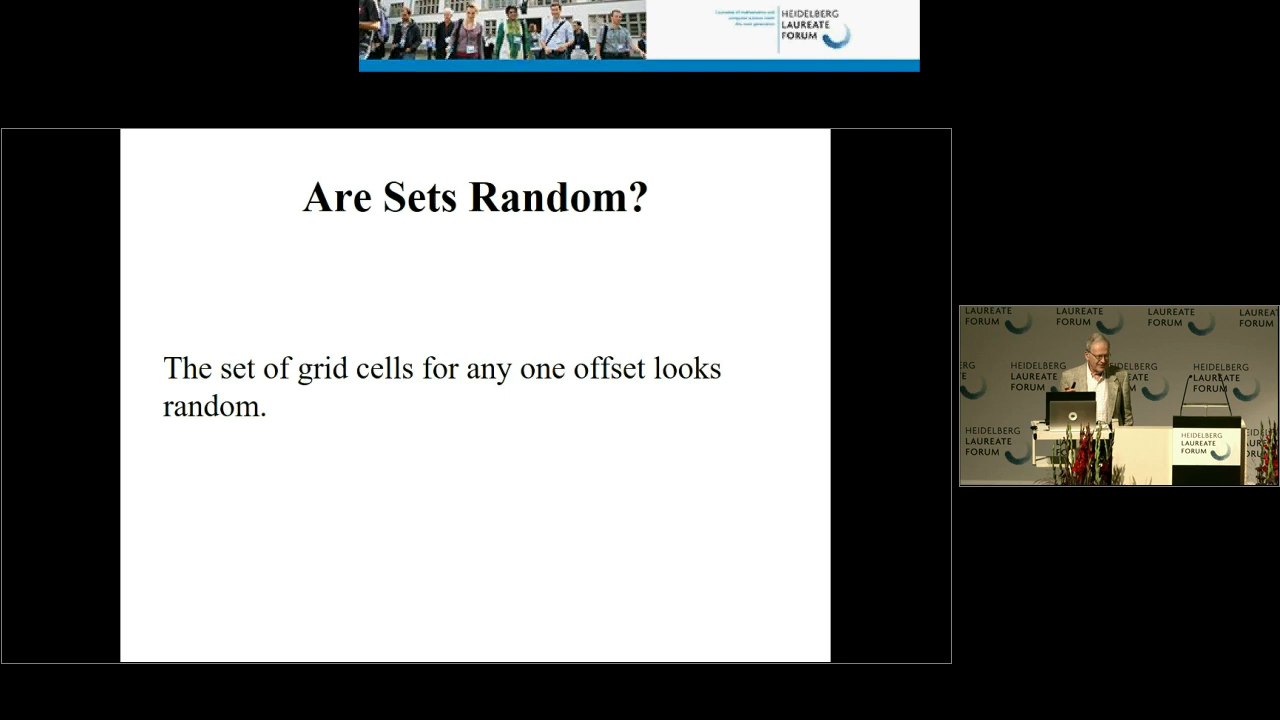 HEIDELBERG
LAUREATE
FORUM
Are Sets Random?
The set of grid cells for any one offset looks
random.
LAUREATE
FORUM
LAUREATE
FORUM
LAUREATE
FORUM
FORUM
HEIDELBERG
LAUREATE
FORUM
HEIDELBERG
LAUREATE
FORUM
HEIDELBERG
LAUREATE
FORUM
HEIDELBERG
LAUREATE
FORUM